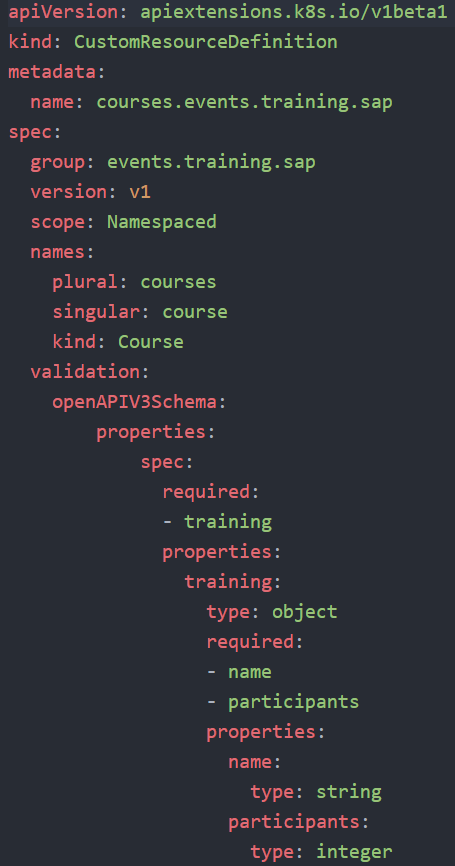 apiVersion: apiextensions.k8s.io/v1beta1
kind: CustomResourceDefinition
metadata:
  name: courses.events.training.sap
spec:
  group: events.training.sap
  version: v1
  scope: Namespaced
  names:
    plural: courses
    singular: course
    kind: Course
  validation:
    openAPIV3Schema:
        properties:
            spec:
              required:
              - training
              properties:
                training:
                  type: object
                  required:
                  - name
                  - participants
                  properties:
                    name:
                      type: string
                    participants:
                      type: integer